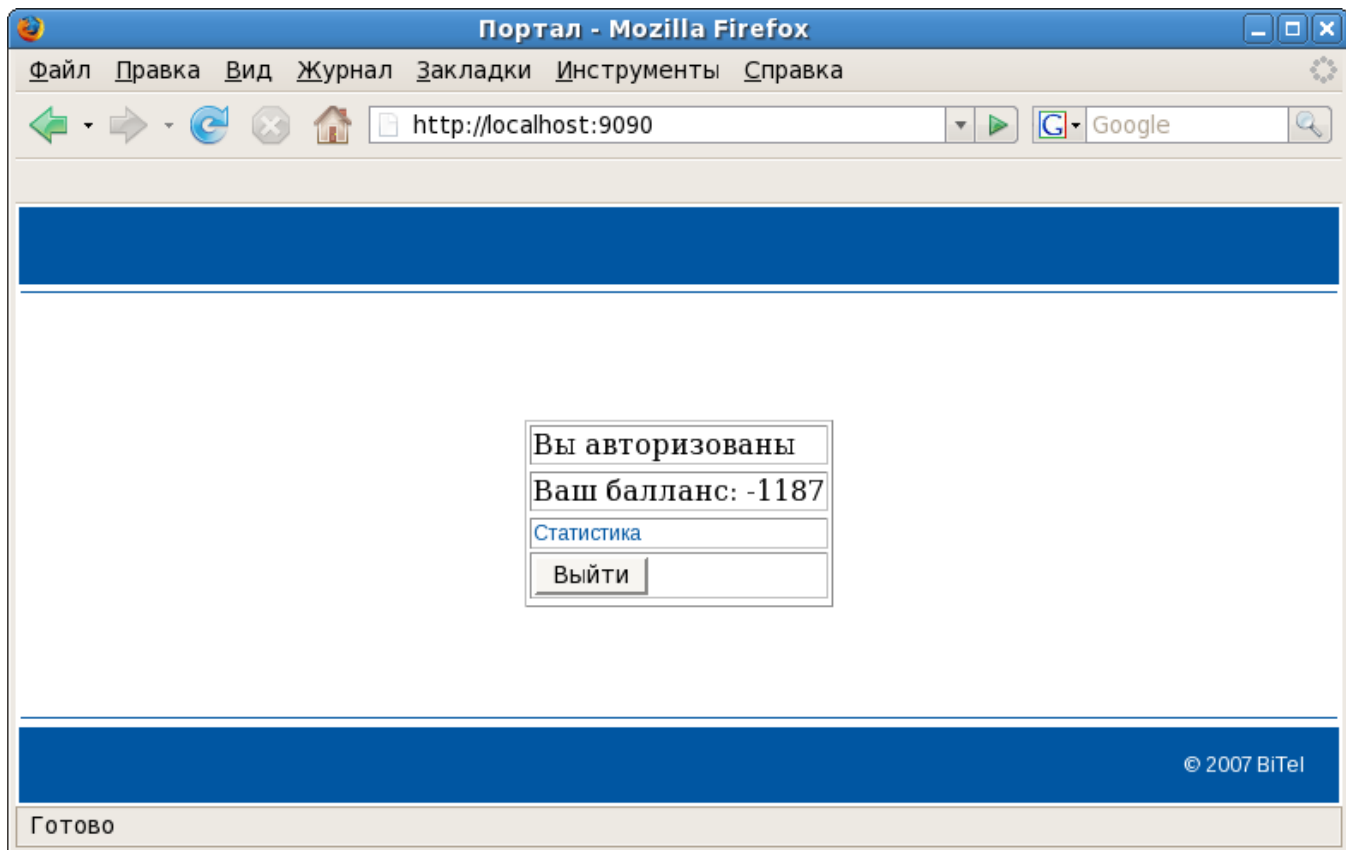 Портал - Mozilla Firefox
Файл Правка Вид Журнал Закладки Инструменты Справка
http://localhost:9090 G Google
Вы авторизованы
Ваш балланс: -1187
Статистика
Выйти
© 2007 BiTel
Готово